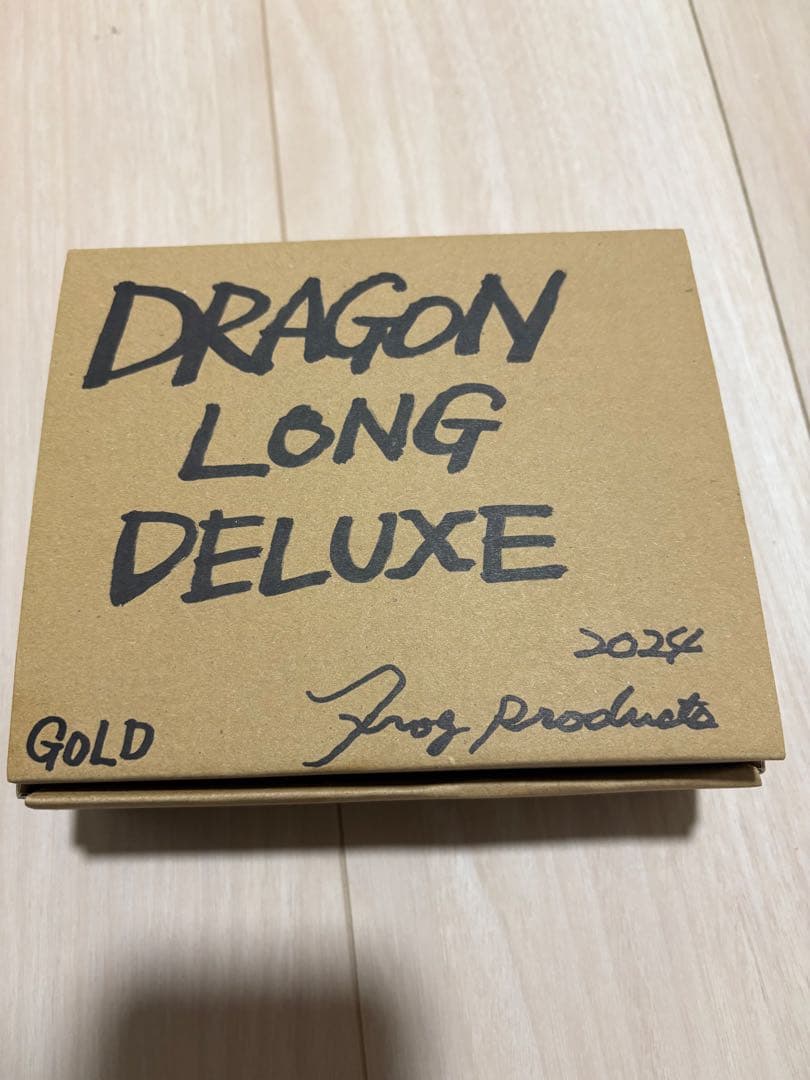 DRAGON
LONG
DELUXE
2024
Frog Products
GOLD